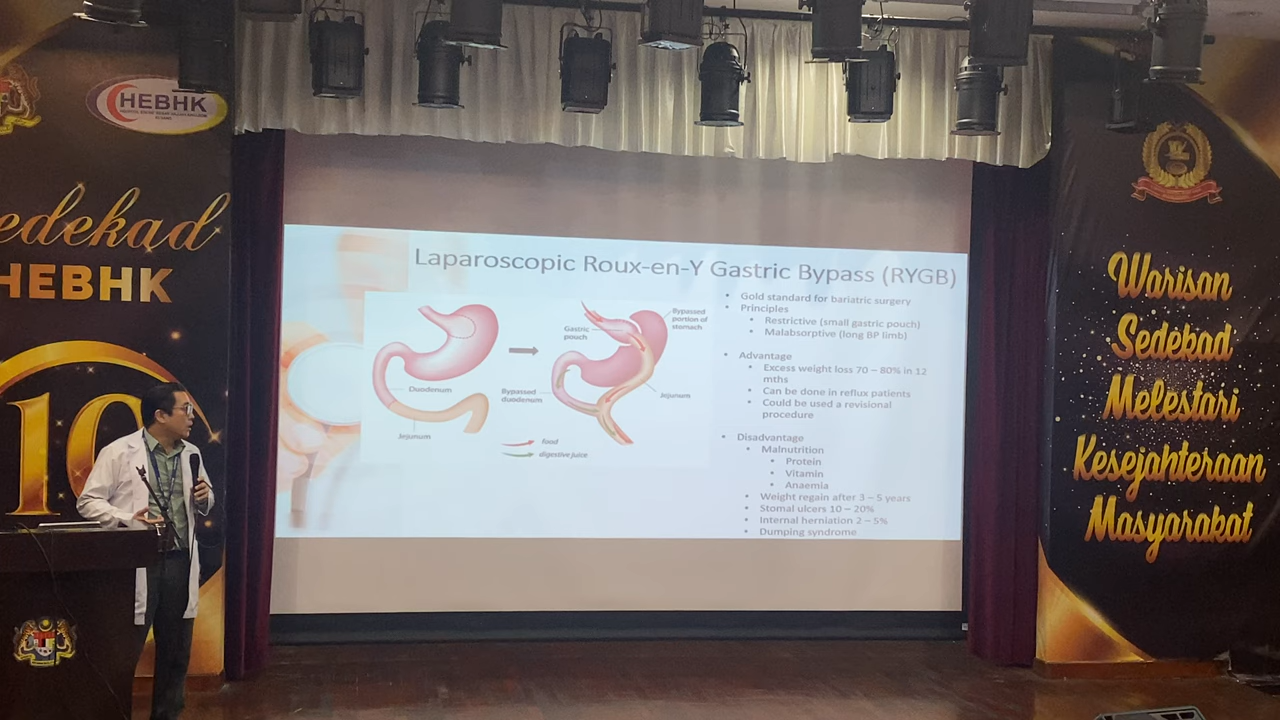 HEBHK
edekad
HEBHK
10
Laparoscopic Roux-en-Y Gastric Bypass (RYGB)
Gastric
pouch
Bypassed
portion of
stomach
Duodenum
Bypassed
duodenum
Jejunum
Jejunum
food
digestive juice
• Gold standard for bariatric surgery
• Principles
• Restrictive (small gastric pouch)
• Malabsorptive (long BP limb)
• Advantage
• Excess weight loss 70 – 80% in 12
mths
• Can be done in reflux patients
• Could be used a revisional
procedure
• Disadvantage
• Malnutrition
• Protein
• Vitamin
• Anaemia
• Weight regain after 3 – 5 years
• Stomal ulcers 10 – 20%
• Internal herniation 2 – 5%
• Dumping syndrome
Warisan
Sedekad
Melestari
Kesejahteraan
Masyarakat